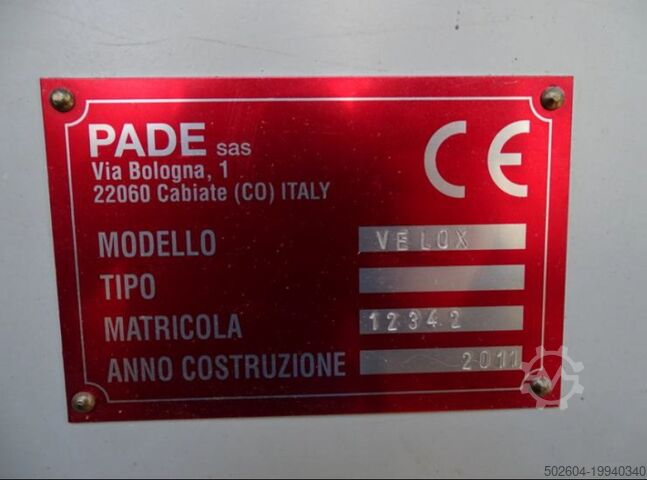 PADE sas
Via Bologna, 1
22060 Cabiate (CO) ITALY
CE
MODELLO VELOX
TIPO
MATRICOLA 12342
ANNO COSTRUZIONE 2011
502604-19940340